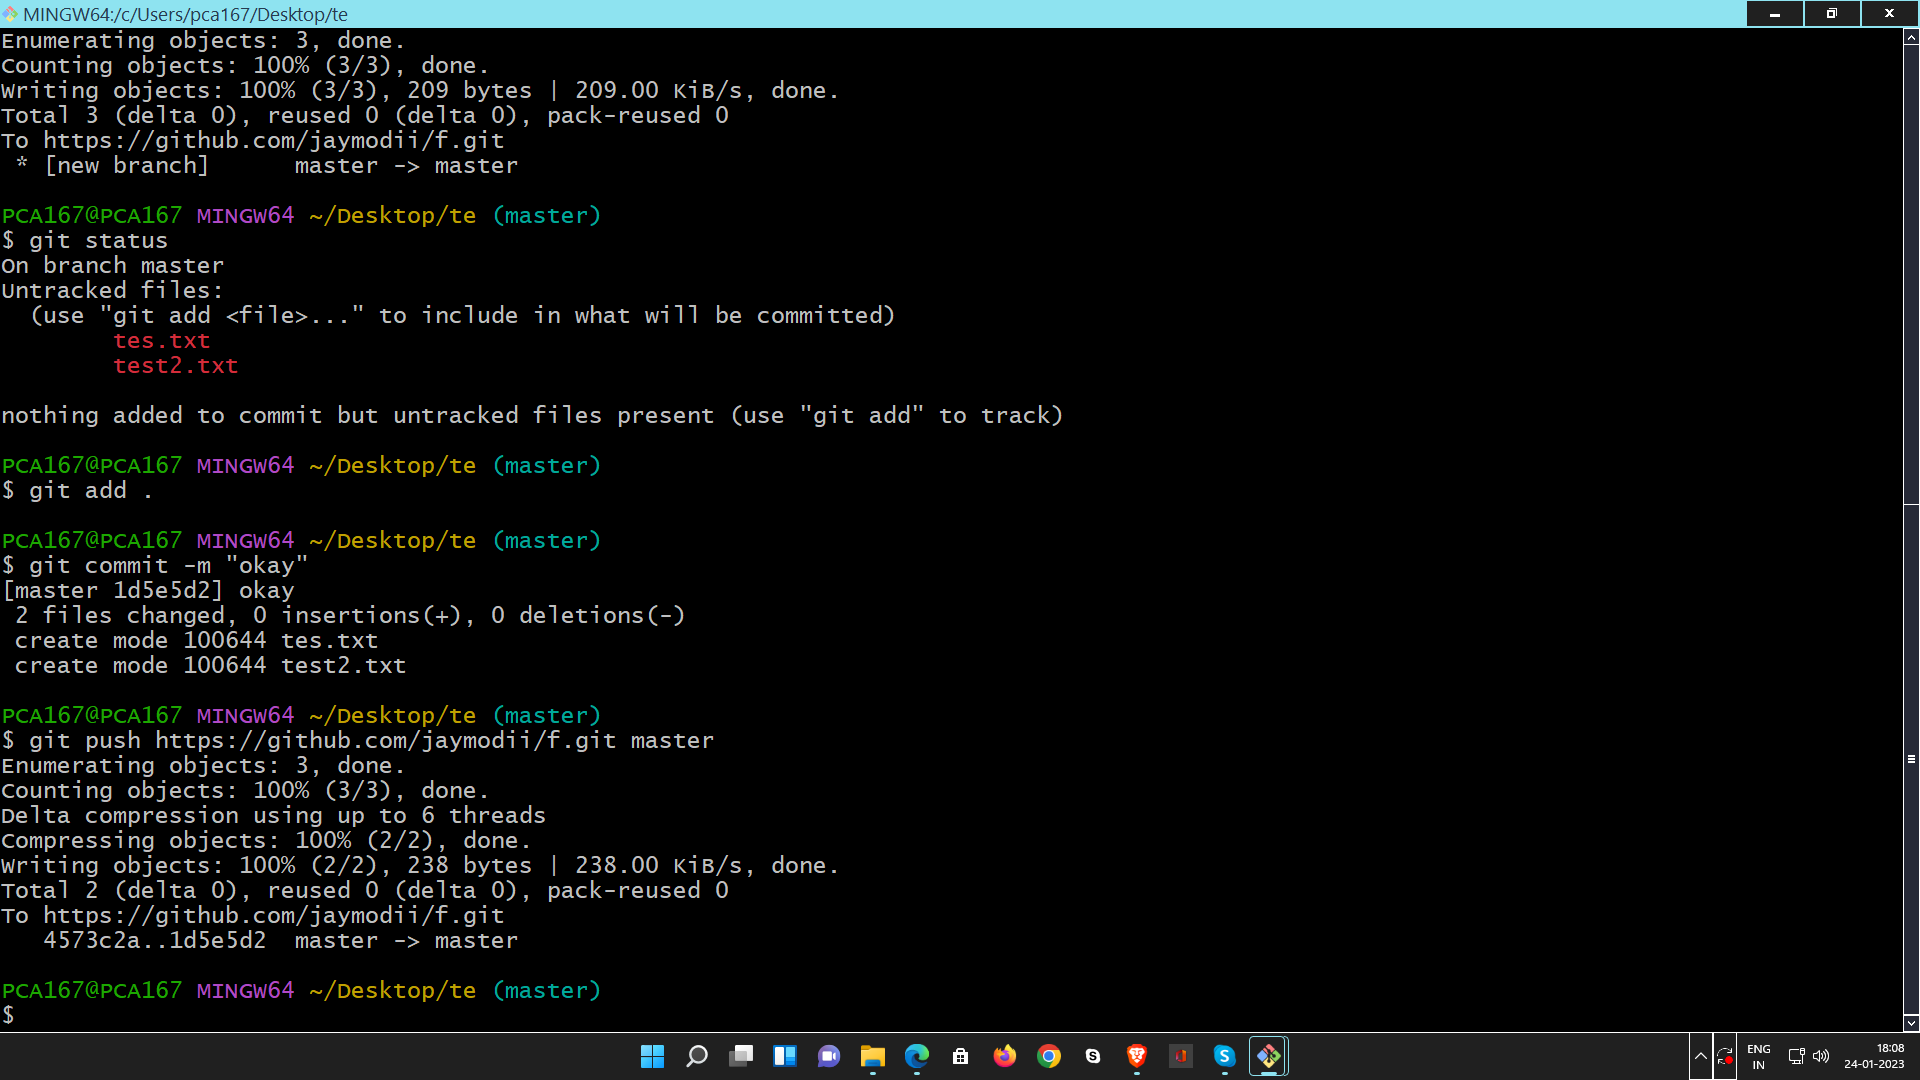 MINGW64:/c/Users/pca167/Desktop/te
Enumerating objects: 3, done.
Counting objects: 100% (3/3), done.
Writing objects: 100% (3/3), 209 bytes | 209.00 KiB/s, done.
Total 3 (delta 0), reused 0 (delta 0), pack-reused 0
To https://github.com/jaymodii/f.git
 * [new branch]      master -> master

PCA167@PCA167 MINGW64 ~/Desktop/te (master)
$ git status
On branch master
Untracked files:
  (use "git add <file>..." to include in what will be committed)
        tes.txt
        test2.txt

nothing added to commit but untracked files present (use "git add" to track)

PCA167@PCA167 MINGW64 ~/Desktop/te (master)
$ git add .

PCA167@PCA167 MINGW64 ~/Desktop/te (master)
$ git commit -m "okay"
[master 1d5e5d2] okay
 2 files changed, 0 insertions(+), 0 deletions(-)
 create mode 100644 tes.txt
 create mode 100644 test2.txt

PCA167@PCA167 MINGW64 ~/Desktop/te (master)
$ git push https://github.com/jaymodii/f.git master
Enumerating objects: 3, done.
Counting objects: 100% (3/3), done.
Delta compression using up to 6 threads
Compressing objects: 100% (2/2), done.
Writing objects: 100% (2/2), 238 bytes | 238.00 KiB/s, done.
Total 2 (delta 0), reused 0 (delta 0), pack-reused 0
To https://github.com/jaymodii/f.git
   4573c2a..1d5e5d2  master -> master

PCA167@PCA167 MINGW64 ~/Desktop/te (master)
$
ENG
IN
18:08
24-01-2023